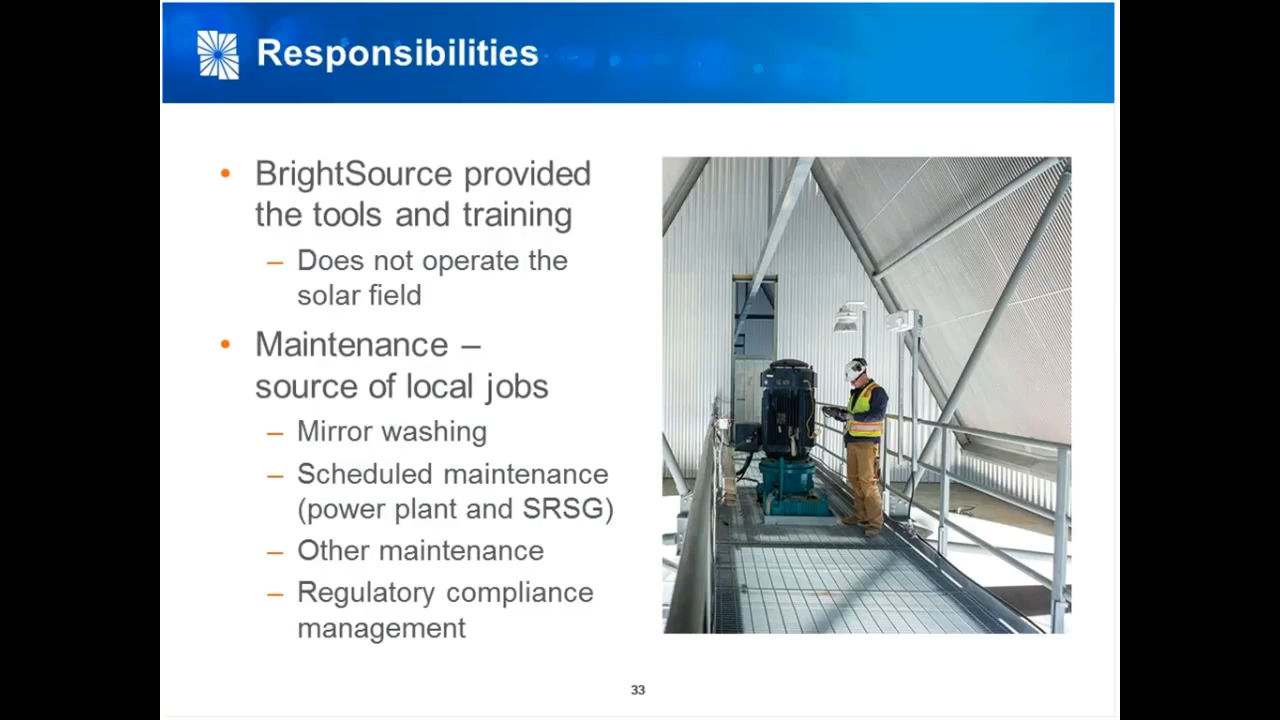 Responsibilities
• BrightSource provided
the tools and training
– Does not operate the
solar field
• Maintenance –
source of local jobs
– Mirror washing
– Scheduled maintenance
(power plant and SRSG)
– Other maintenance
– Regulatory compliance
management
33